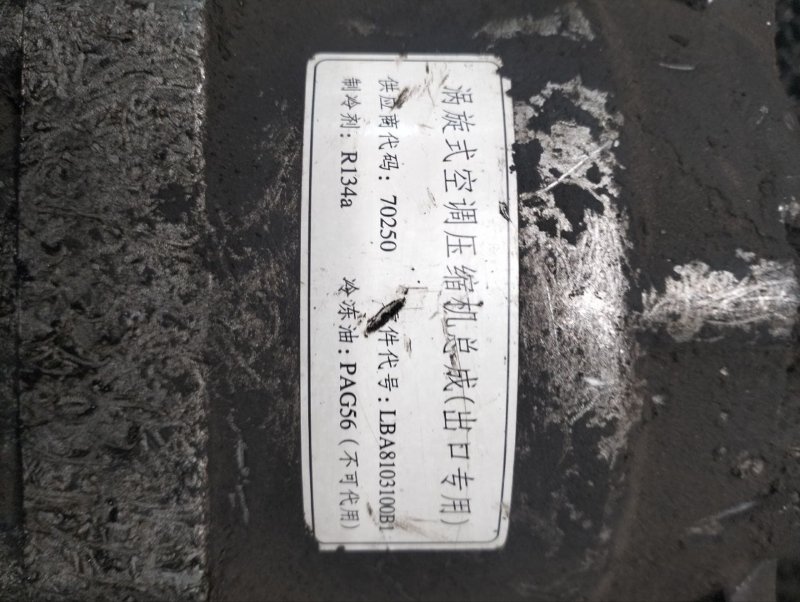 涡旋式空调压缩机总成(出口专用)
供应商代码: 70250 件代号: LBA8103100B1
制冷剂: R134a 冷冻油: PAG56 (不可代用)